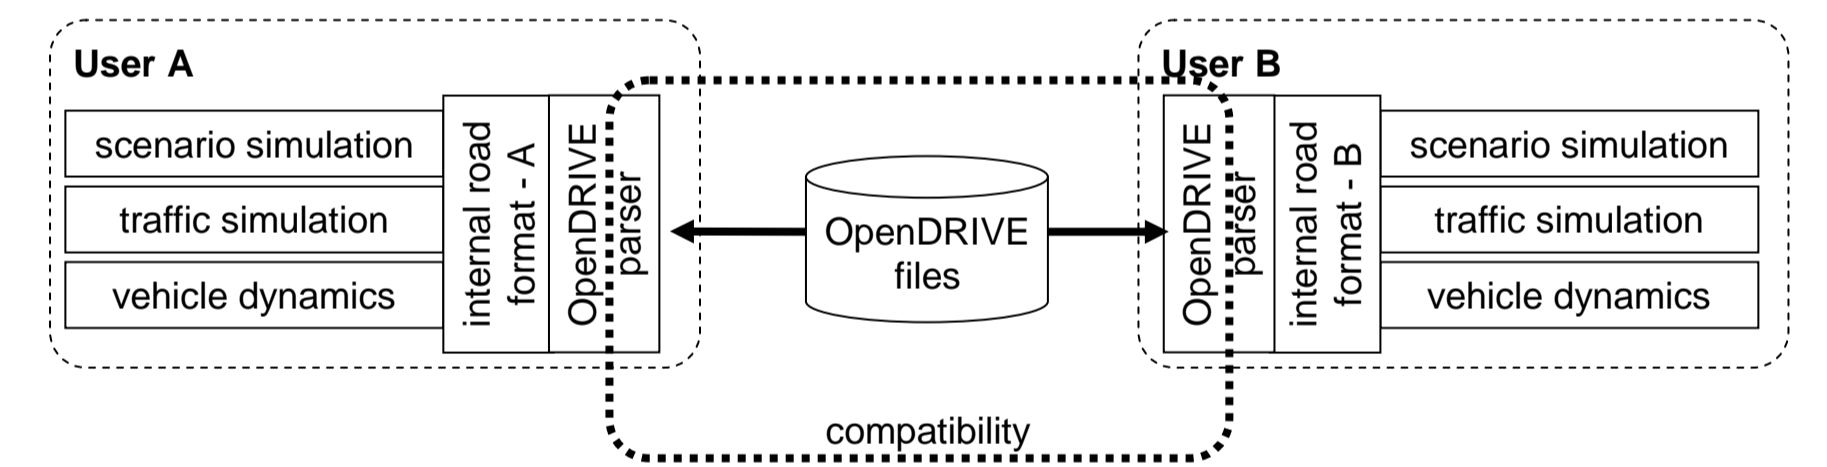 User A
scenario simulation
traffic simulation
vehicle dynamics
internal road
format - A
OpenDRIVE
parser
OpenDRIVE
files
compatibility
User B
OpenDRIVE
parser
internal road
format - B
scenario simulation
traffic simulation
vehicle dynamics